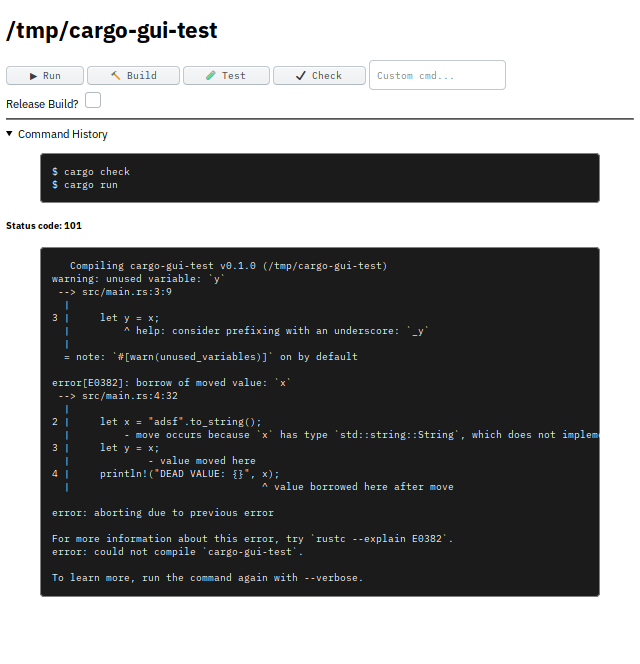 /tmp/cargo-gui-test
▶ Run 🔨 Build 🧪 Test ✓ Check Custom cmd...
Release Build?
▼ Command History
$ cargo check
$ cargo run
Status code: 101
   Compiling cargo-gui-test v0.1.0 (/tmp/cargo-gui-test)
warning: unused variable: `y`
 --> src/main.rs:3:9
  |
3 |     let y = x;
  |         ^ help: consider prefixing with an underscore: `_y`
  |
  = note: `#[warn(unused_variables)]` on by default
error[E0382]: borrow of moved value: `x`
 --> src/main.rs:4:32
  |
2 |     let x = "adsf".to_string();
  |         - move occurs because `x` has type `std::string::String`, which does not implem
3 |     let y = x;
  |             - value moved here
4 |     println!("DEAD VALUE: {}", x);
  |                                ^ value borrowed here after move
error: aborting due to previous error
For more information about this error, try `rustc --explain E0382`.
error: could not compile `cargo-gui-test`.
To learn more, run the command again with --verbose.